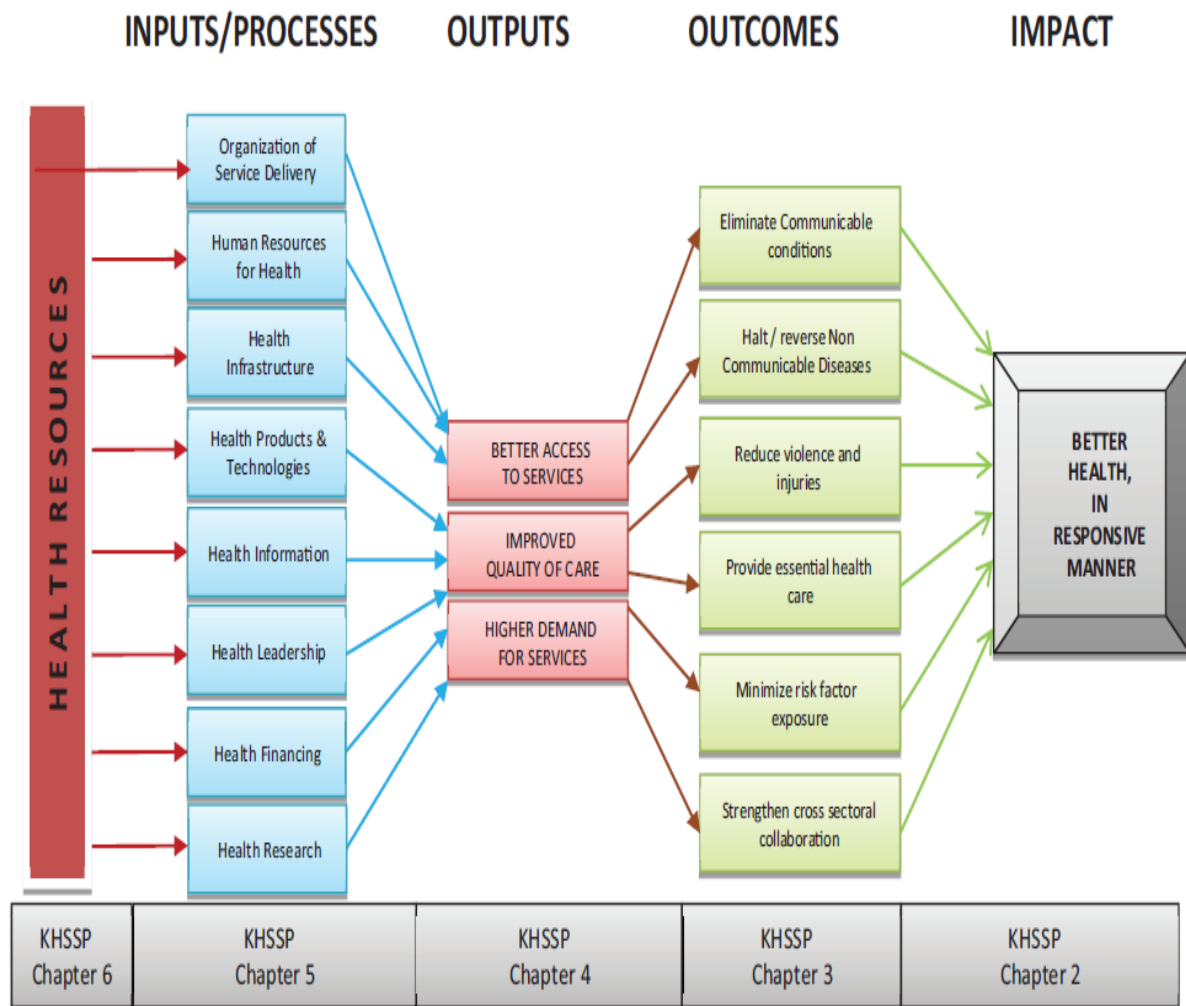 INPUTS/PROCESSES
OUTPUTS
OUTCOMES
IMPACT
HEALTH RESOURCES
Organization of
Service Delivery
Human Resources
for Health
Health
Infrastructure
Health Products &
Technologies
Health Information
Health Leadership
Health Financing
Health Research
BETTER ACCESS
TO SERVICES
IMPROVED
QUALITY OF CARE
HIGHER DEMAND
FOR SERVICES
Eliminate Communicable
conditions
Halt / reverse Non
Communicable Diseases
Reduce violence and
injuries
Provide essential health
care
Minimize risk factor
exposure
Strengthen cross sectoral
collaboration
BETTER
HEALTH,
IN
RESPONSIVE
MANNER
KHSSP
Chapter 6
KHSSP
Chapter 5
KHSSP
Chapter 4
KHSSP
Chapter 3
KHSSP
Chapter 2